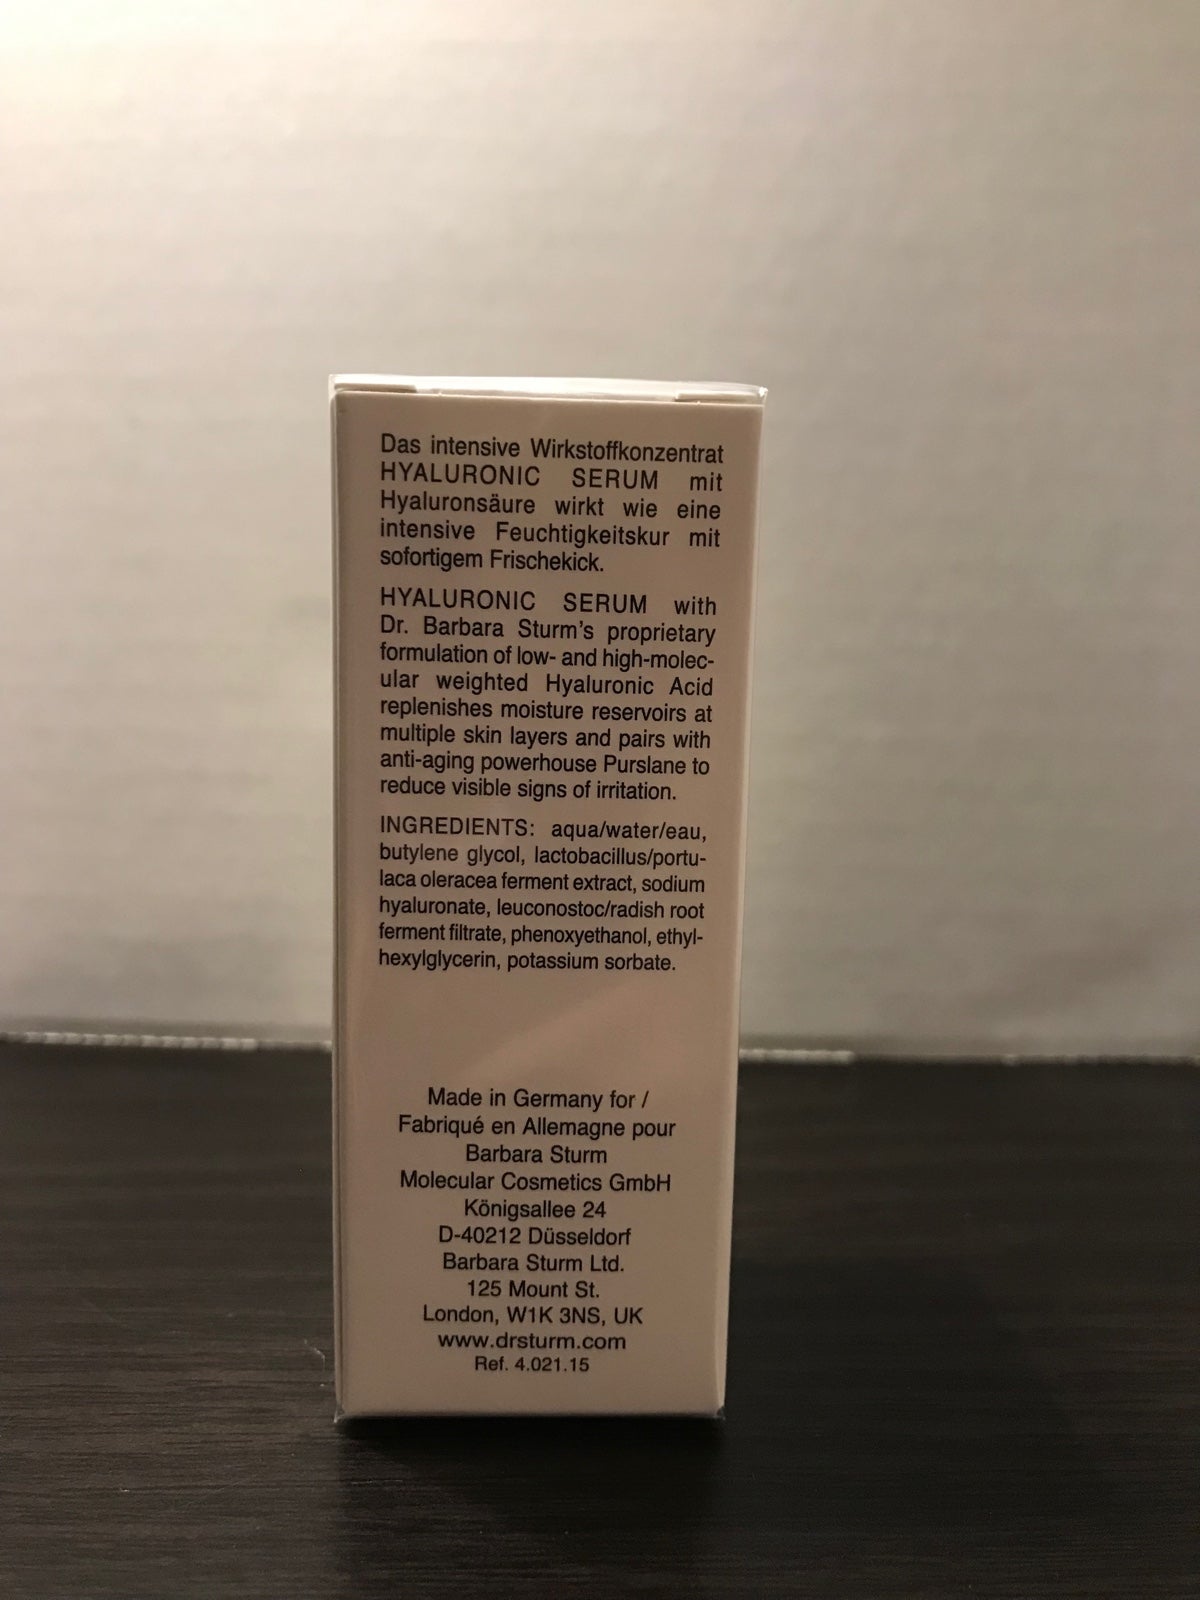 Das intensive Wirkstoffkonzentrat
HYALURONIC SERUM mit
Hyaluronsäure wirkt wie eine
intensive Feuchtigkeitskur mit
sofortigem Frischekick.
HYALURONIC SERUM with
Dr. Barbara Sturm's proprietary
formulation of low- and high-molec-
ular weighted Hyaluronic Acid
replenishes moisture reservoirs at
multiple skin layers and pairs with
anti-aging powerhouse Purslane to
reduce visible signs of irritation.
INGREDIENTS: aqua/water/eau,
butylene glycol, lactobacillus/portu-
laca oleracea ferment extract, sodium
hyaluronate, leuconostoc/radish root
ferment filtrate, phenoxyethanol, ethyl-
hexylglycerin, potassium sorbate.
Made in Germany for /
Fabriqué en Allemagne pour
Barbara Sturm
Molecular Cosmetics GmbH
Königsallee 24
D-40212 Düsseldorf
Barbara Sturm Ltd.
125 Mount St.
London, W1K 3NS, UK
www.drsturm.com
Ref. 4.021.15